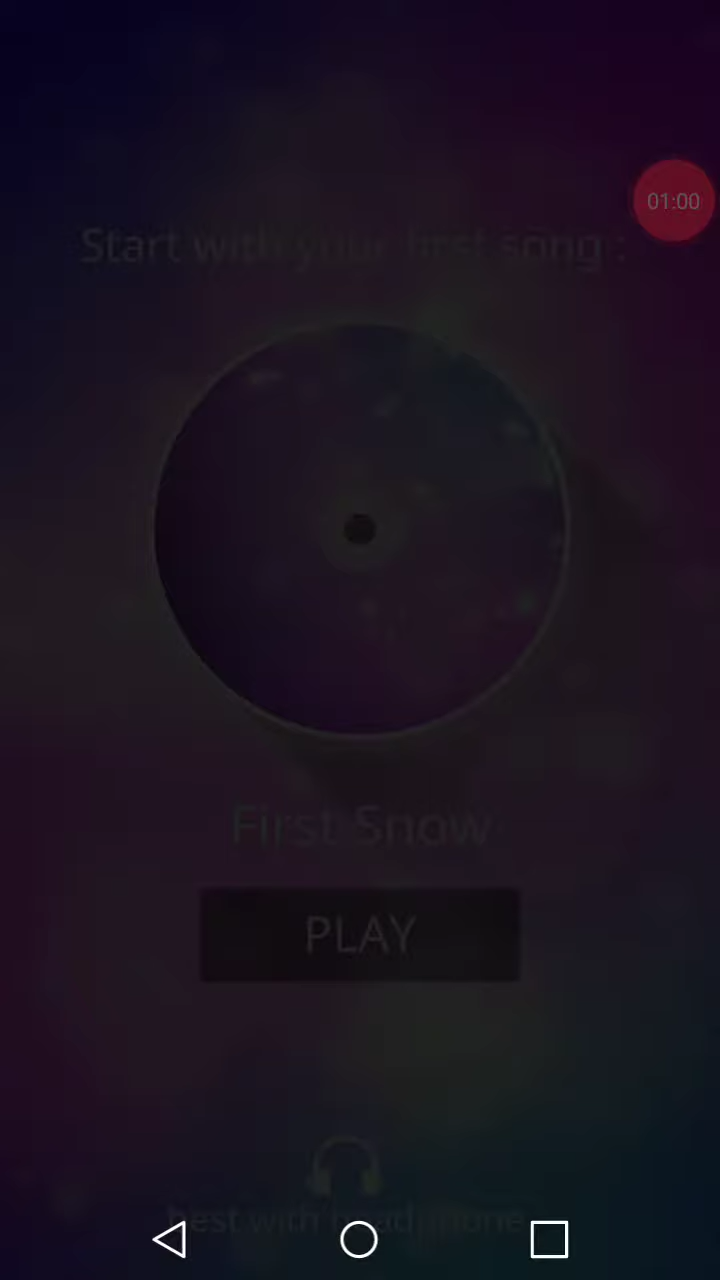 01:00
Start with your first song :
First Snow
PLAY
best with headphone